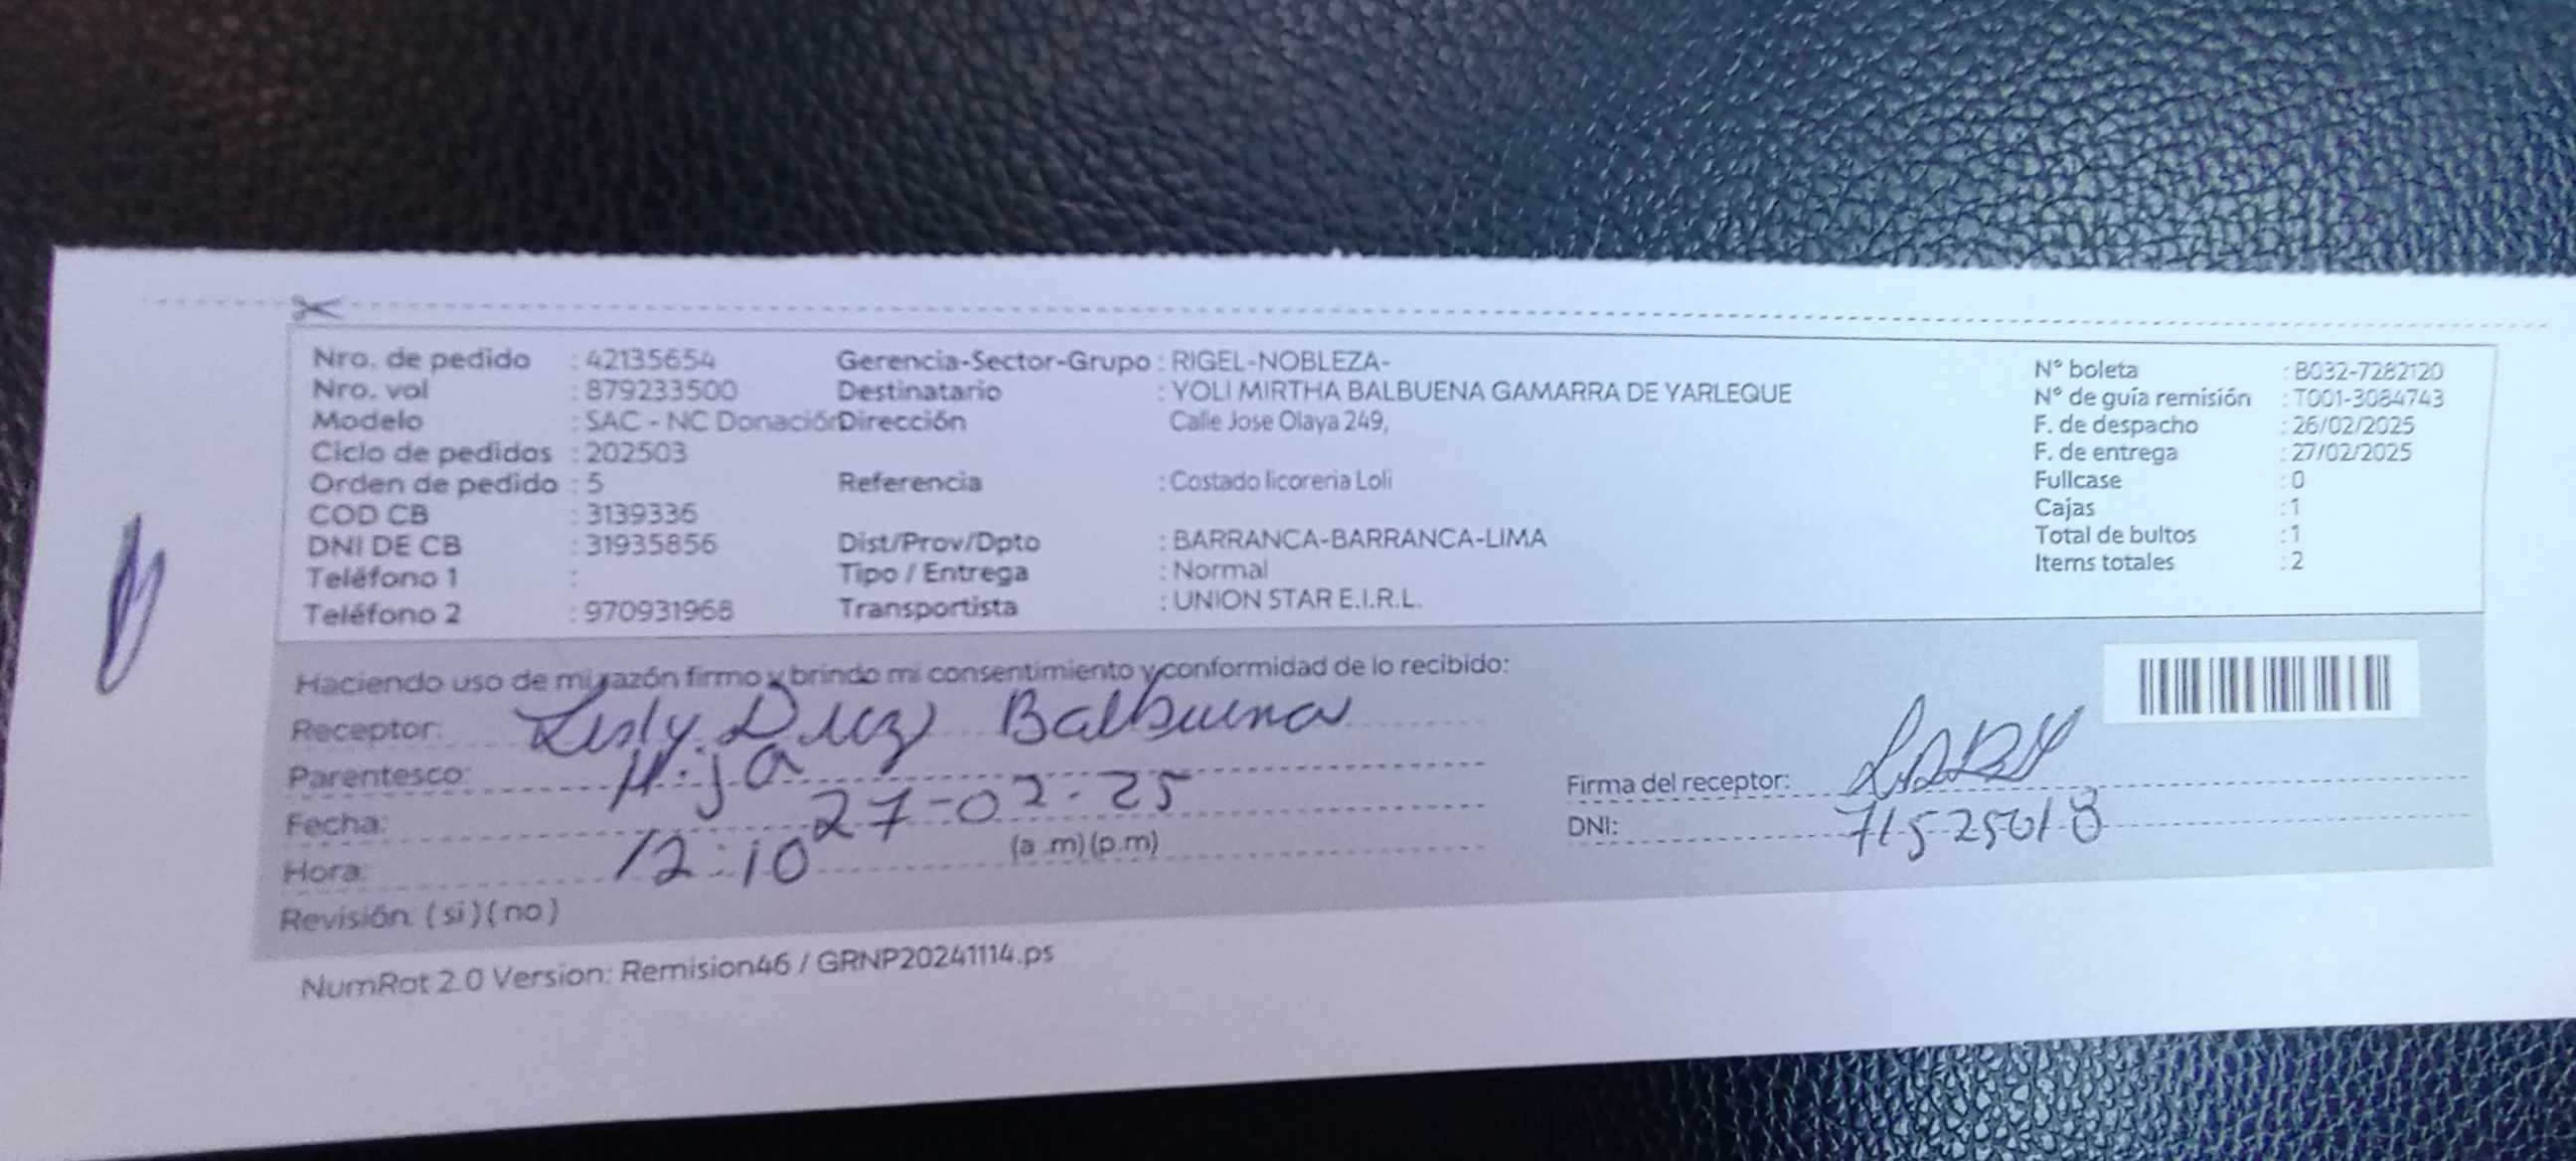 Nro. de pedido : 42135654
Nro. vol : 879233500
Modelo : SAC - NC Donación
Ciclo de pedidos : 202503
Orden de pedido : 5
COD CB : 3139336
DNI DE CB : 31935856
Teléfono 1 :
Teléfono 2 : 970931968
Gerencia-Sector-Grupo : RIGEL-NOBLEZA-
Destinatario : YOLI MIRTHA BALBUENA GAMARRA DE YARLEQUE
Dirección Calle Jose Olaya 249,
Referencia : Costado licoreria Loli
Dist/Prov/Dpto : BARRANCA-BARRANCA-LIMA
Tipo / Entrega : Normal
Transportista : UNION STAR E.I.R.L.
N° boleta : B032-7282120
N° de guía remisión : T001-3084743
F. de despacho : 26/02/2025
F. de entrega : 27/02/2025
Fullcase : 0
Cajas : 1
Total de bultos : 1
Items totales : 2
Haciendo uso de mi razón firmo y brindo mi consentimiento y conformidad de lo recibido:
Receptor: Lesly Balbuena
Parentesco: Hija
Fecha: 27-02-25
Hora: 12:10 (a.m)(p.m)
Revisión (si)(no)
Firma del receptor:
DNI: 71525018
NumRot 2.0 Version: Remision46 / GRNP20241114.ps